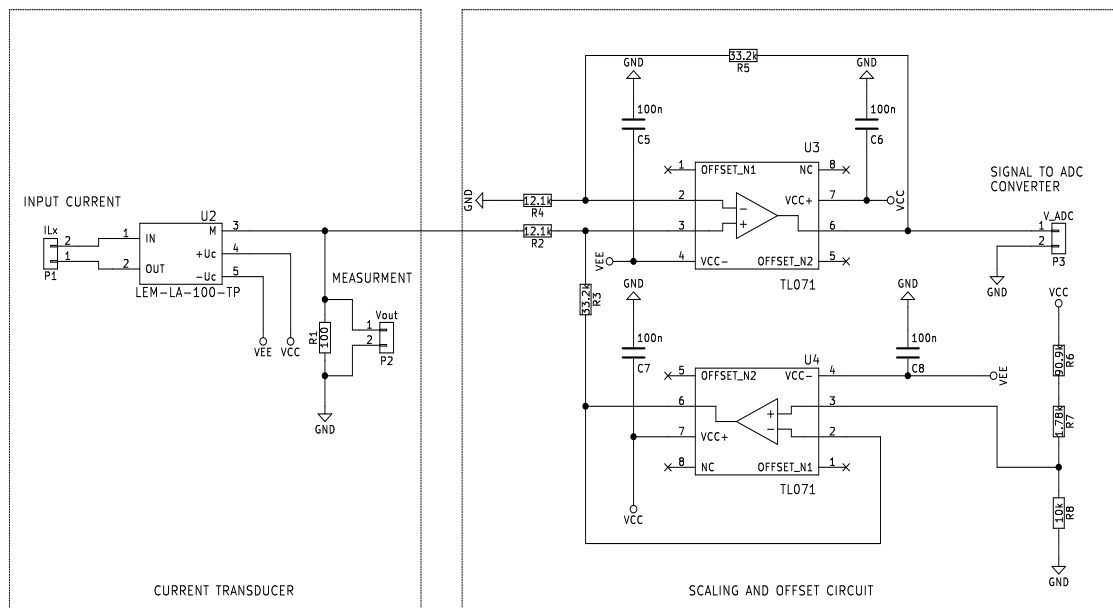 INPUT CURRENT
ILx
2
1
P1
U2
1 IN M 3
+Uc 4
2 OUT -Uc 5
LEM-LA-100-TP
VEE
VCC
MEASURMENT
R1
100
Vout
1
2
P2
GND
CURRENT TRANSDUCER
33.2k
R5
GND
100n
C5
GND
100n
C6
U3
1 OFFSET_N1 NC 8
2 VCC+ 7
3 6
4 VCC- OFFSET_N2 5
TL071
VCC
GND
12.1k
R4
12.1k
R2
VEE
33.2k
R3
SIGNAL TO ADC
CONVERTER
V_ADC
1
2
P3
GND
GND
100n
C7
GND
100n
C8
U4
5 OFFSET_N2 VCC- 4
6 3
7 VCC+ 2
8 NC OFFSET_N1 1
TL071
VEE
VCC
VCC
90.9k
R6
1.78k
R7
10k
R8
GND
SCALING AND OFFSET CIRCUIT